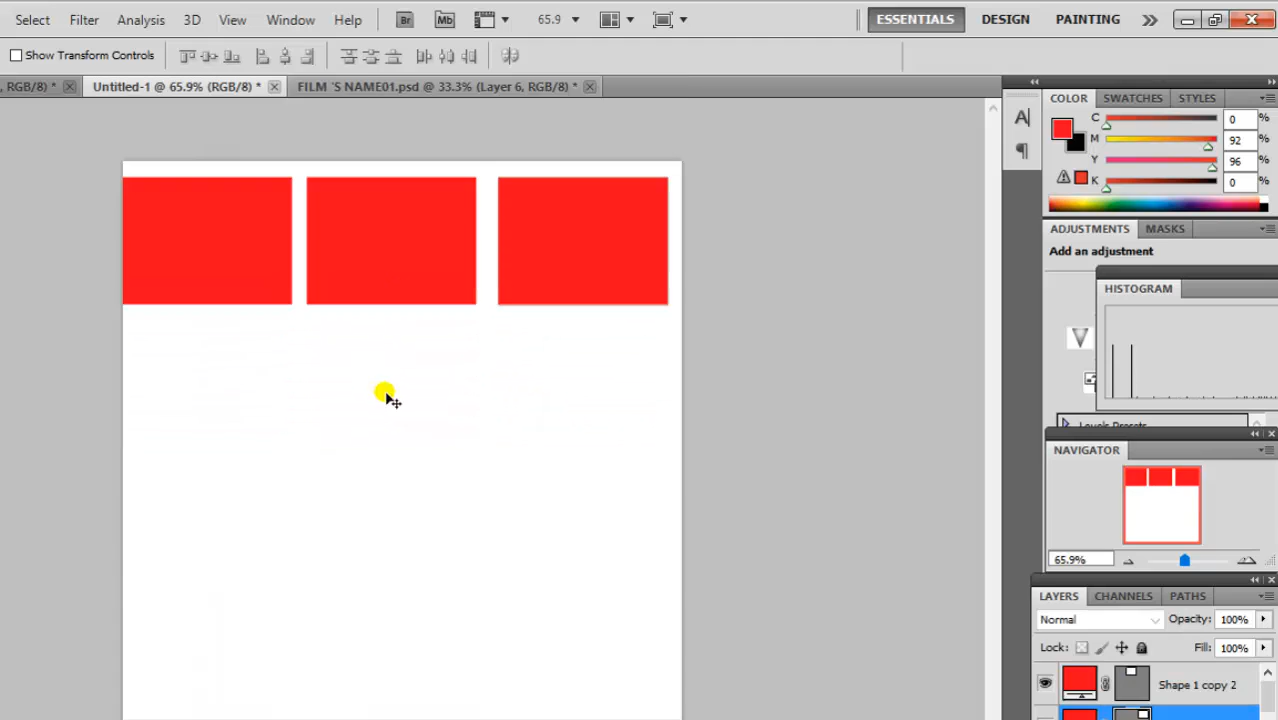 Select Filter Analysis 3D View Window Help Br Mb 65.9 ESSENTIALS DESIGN PAINTING
Show Transform Controls
, RGB/8) * Untitled-1 @ 65.9% (RGB/8) * FILM 'S NAME01.psd @ 33.3% (Layer 6, RGB/8) *
COLOR SWATCHES STYLES
C 0 %
M 92 %
Y 96 %
K 0 %
ADJUSTMENTS MASKS
Add an adjustment
HISTOGRAM
Levels Presets
NAVIGATOR
65.9%
LAYERS CHANNELS PATHS
Normal Opacity: 100%
Lock: Fill: 100%
Shape 1 copy 2